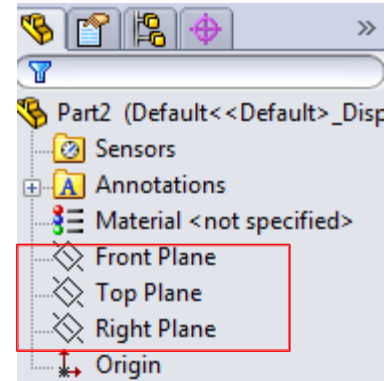 »
Part2 (Default<<Default>_Disp
Sensors
A Annotations
Material <not specified>
Front Plane
Top Plane
Right Plane
Origin